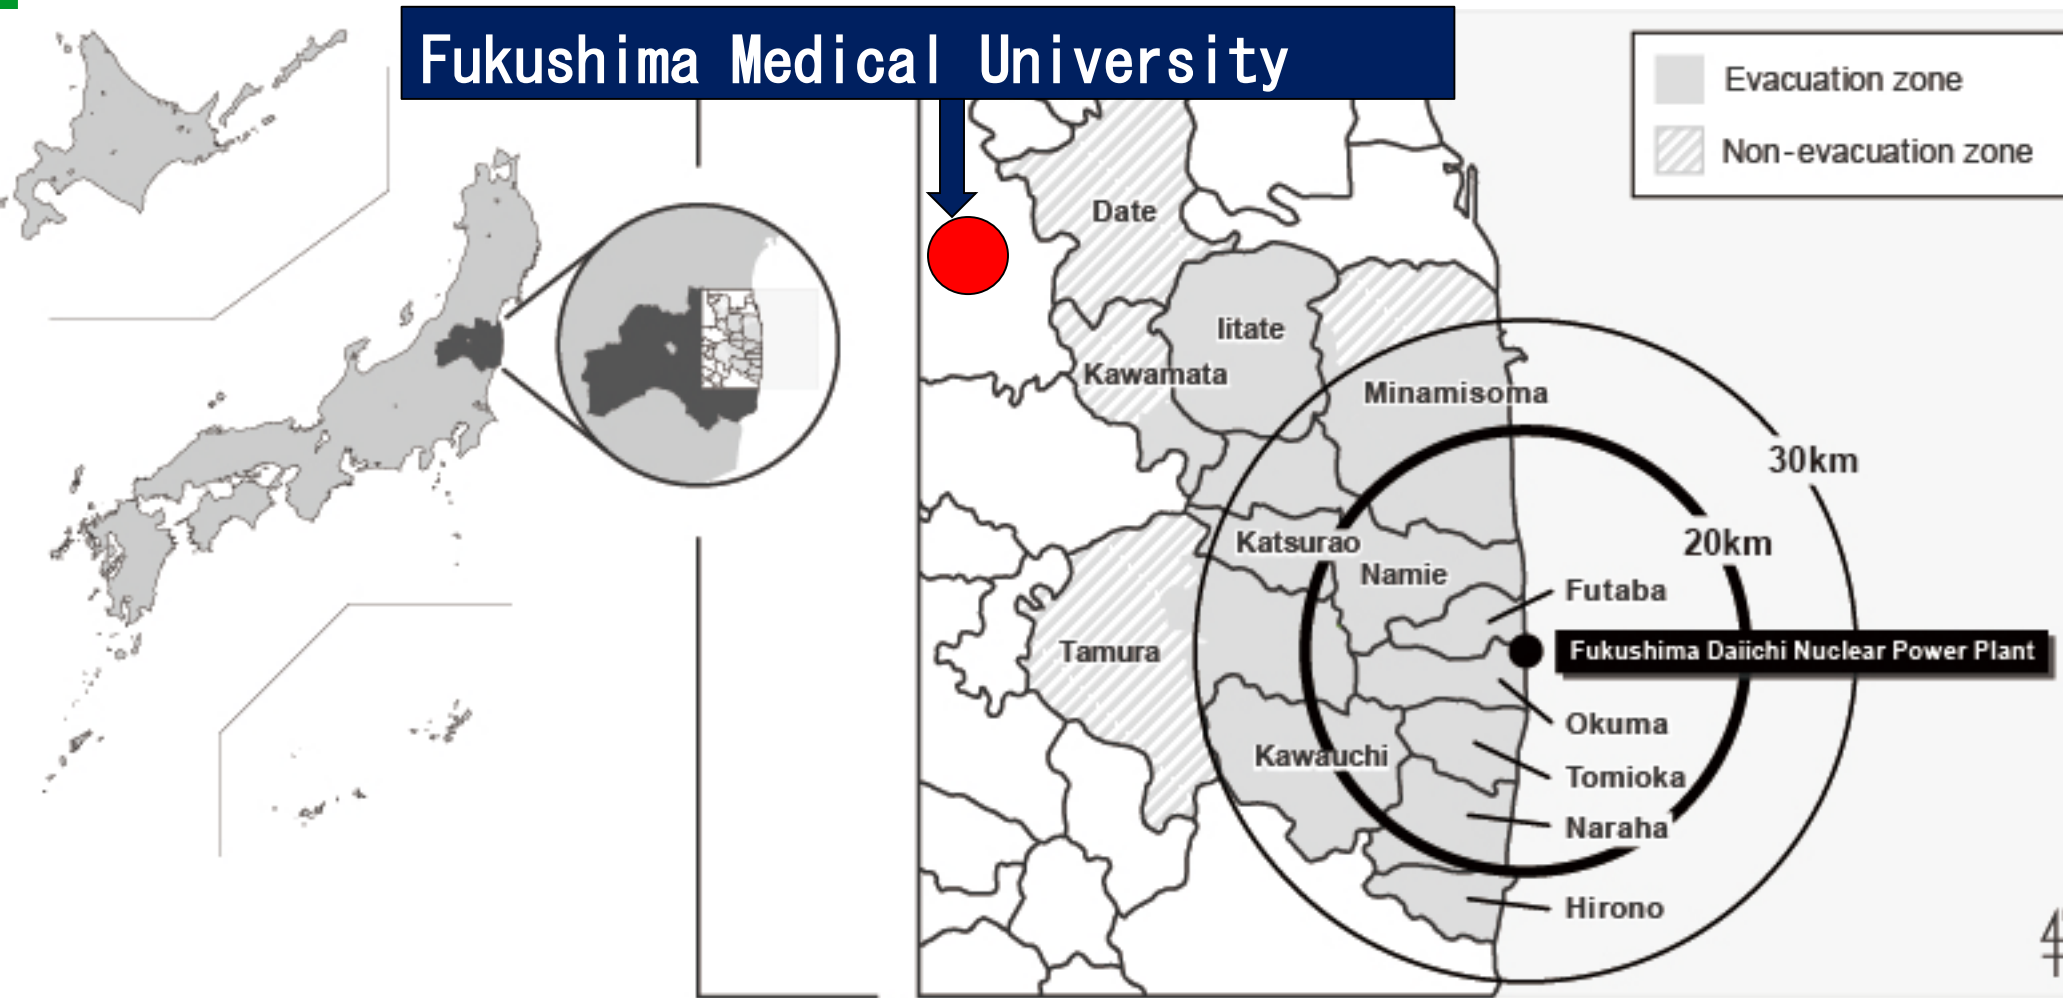 Fukushima Medical University
Evacuation zone
Non-evacuation zone
Date
Iitate
Kawamata
Minamisoma
30km
20km
Katsurao
Namie
Futaba
Tamura
Fukushima Daiichi Nuclear Power Plant
Okuma
Kawauchi
Tomioka
Naraha
Hirono